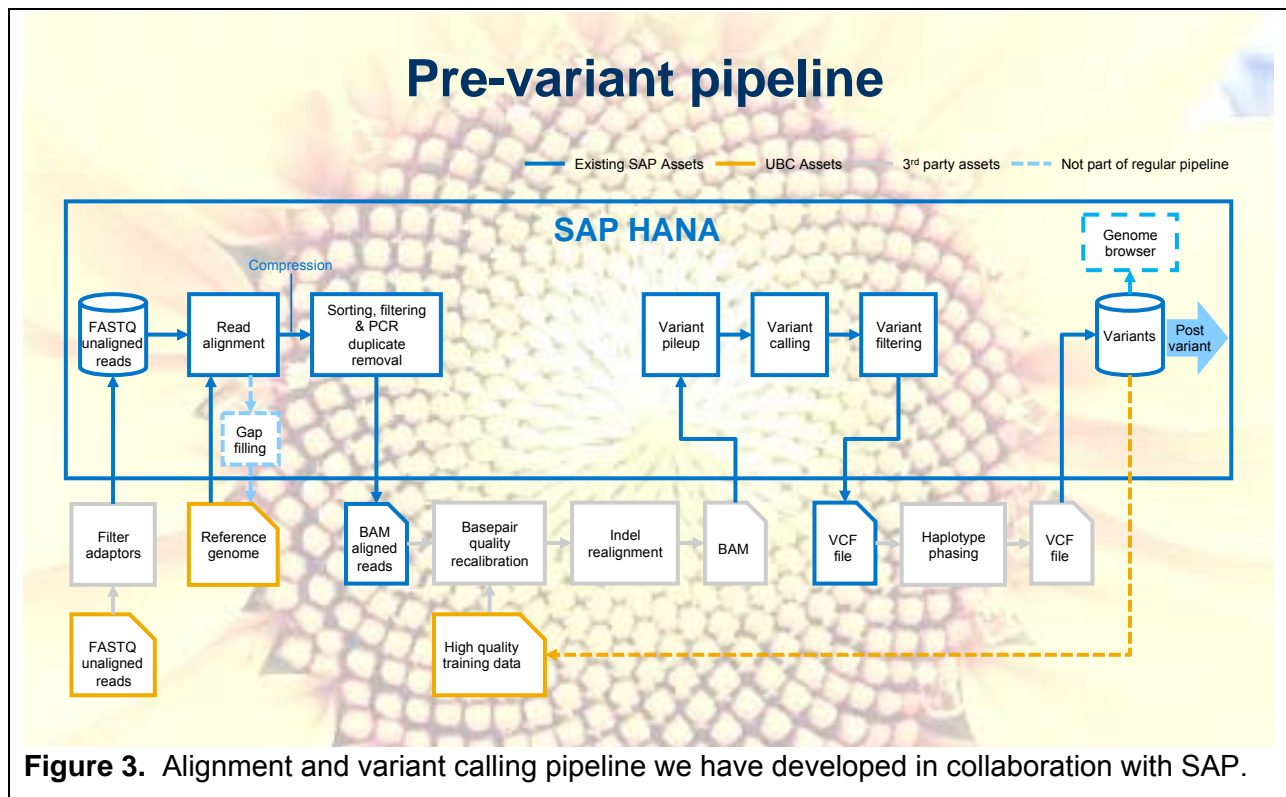 Pre-variant pipeline
Existing SAP Assets
UBC Assets
3rd party assets
Not part of regular pipeline
SAP HANA
Genome
browser
Compression
FASTQ
unaligned
reads
Read
alignment
Sorting, filtering
& PCR
duplicate
removal
Variant
pileup
Variant
calling
Variant
filtering
Variants
Post
variant
Gap
filling
Filter
adaptors
Reference
genome
BAM
aligned
reads
Basepair
quality
recalibration
Indel
realignment
BAM
VCF
file
Haplotype
phasing
VCF
file
FASTQ
unaligned
reads
High quality
training data
Figure 3. Alignment and variant calling pipeline we have developed in collaboration with SAP.